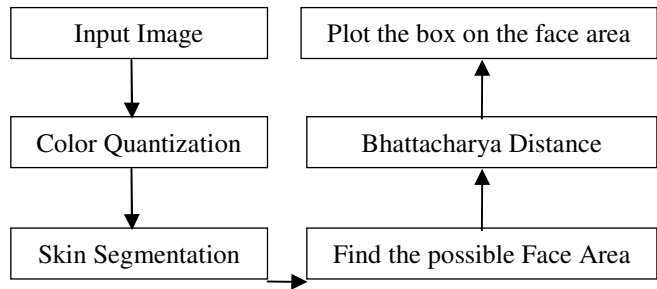 Input Image
Plot the box on the face area
Color Quantization
Bhattacharya Distance
Skin Segmentation
Find the possible Face Area